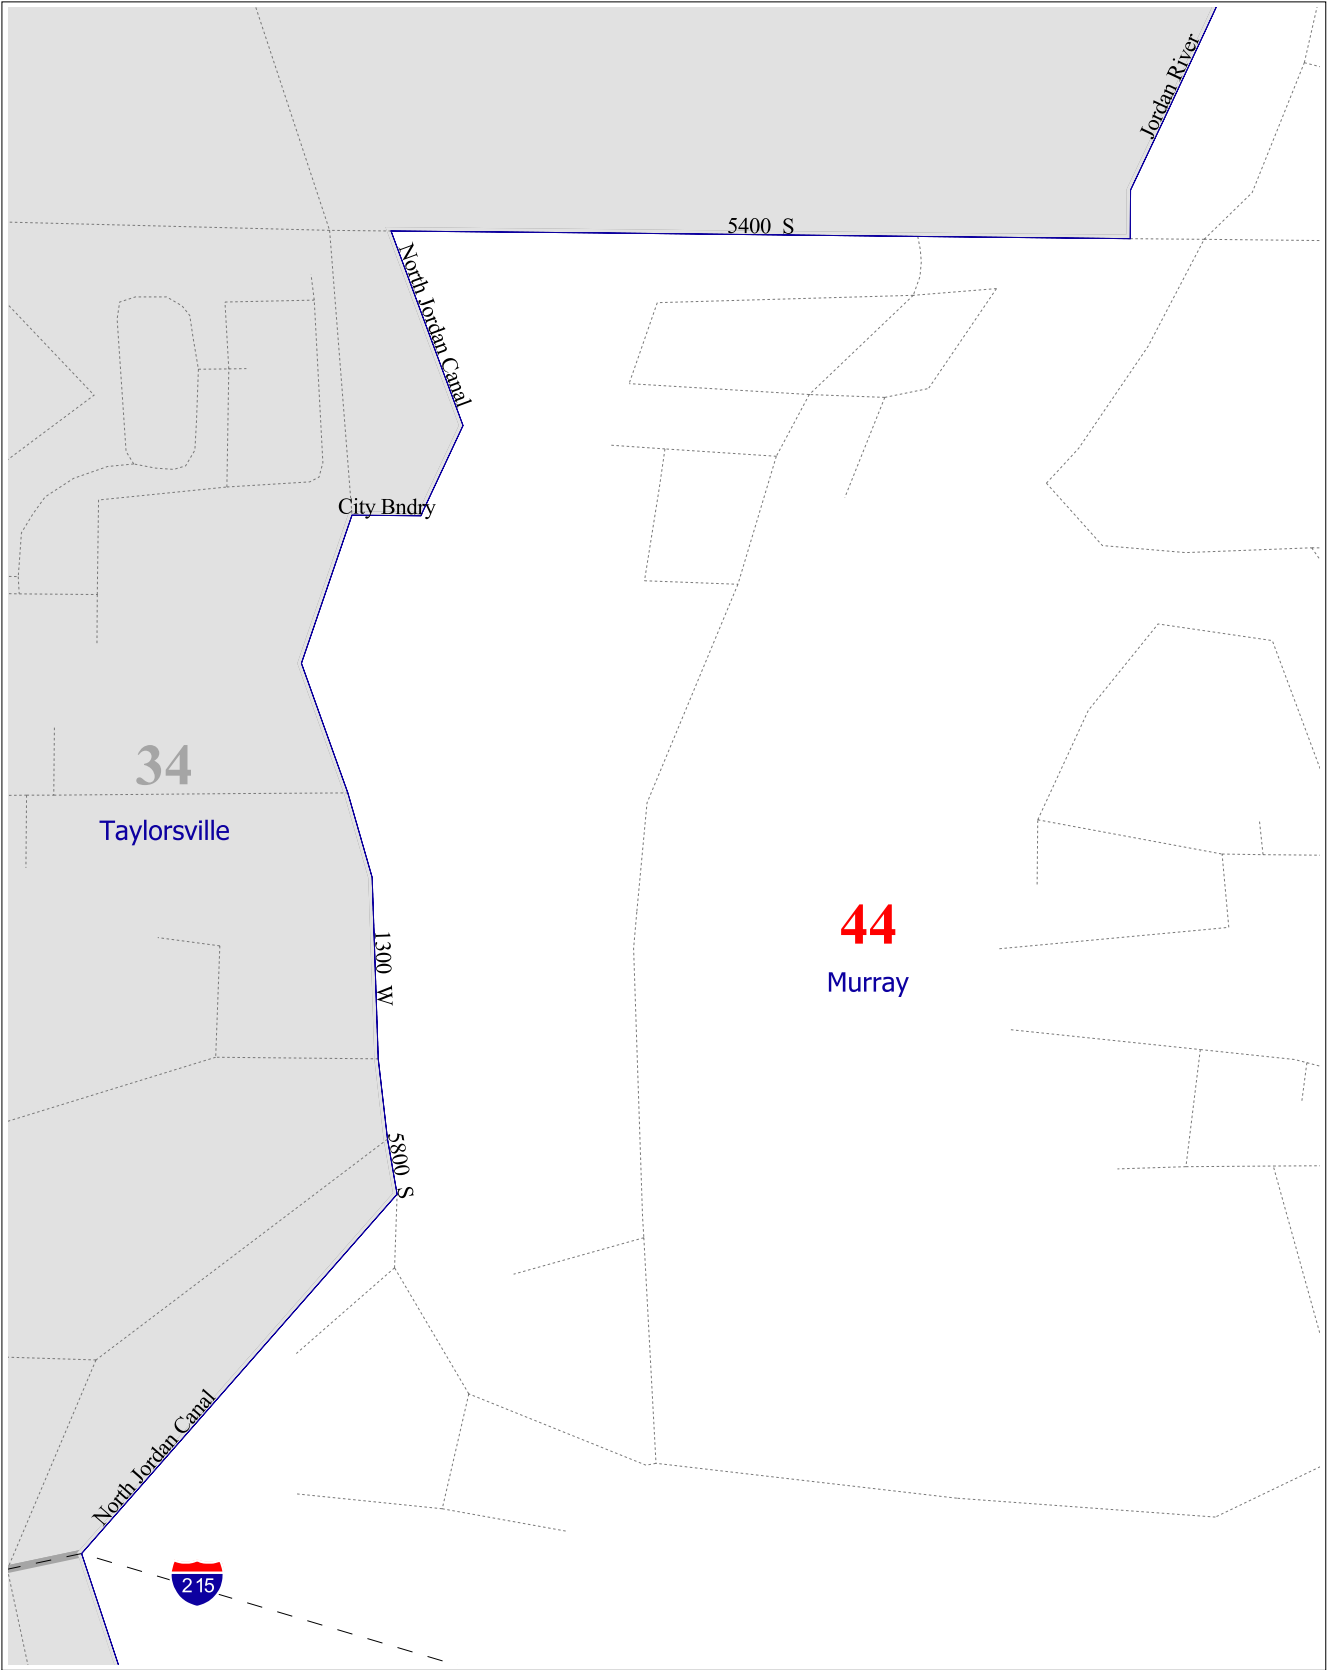 Jordan River
5400 S
North Jordan Canal
City Bndry
34
Taylorsville
44
Murray
1300 W
5800 S
North Jordan Canal
215